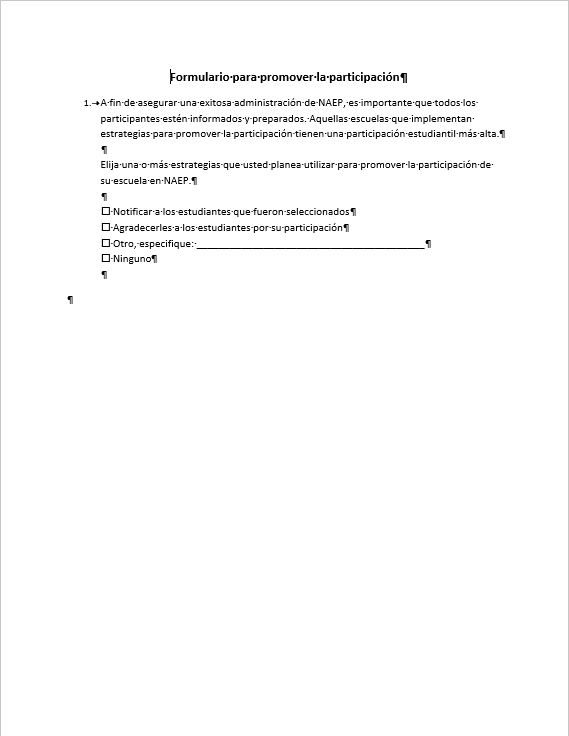 Formulario para promover la participación¶
1.→A fin de asegurar una exitosa administración de NAEP, es importante que todos los
participantes estén informados y preparados. Aquellas escuelas que implementan
estrategias para promover la participación tienen una participación estudiantil más alta.¶
¶
Elija una o más estrategias que usted planea utilizar para promover la participación de
su escuela en NAEP.¶
¶
☐ Notificar a los estudiantes que fueron seleccionados¶
☐ Agradecerles a los estudiantes por su participación¶
☐ Otro, especifique: ________________________________________¶
☐ Ninguno¶
¶
¶